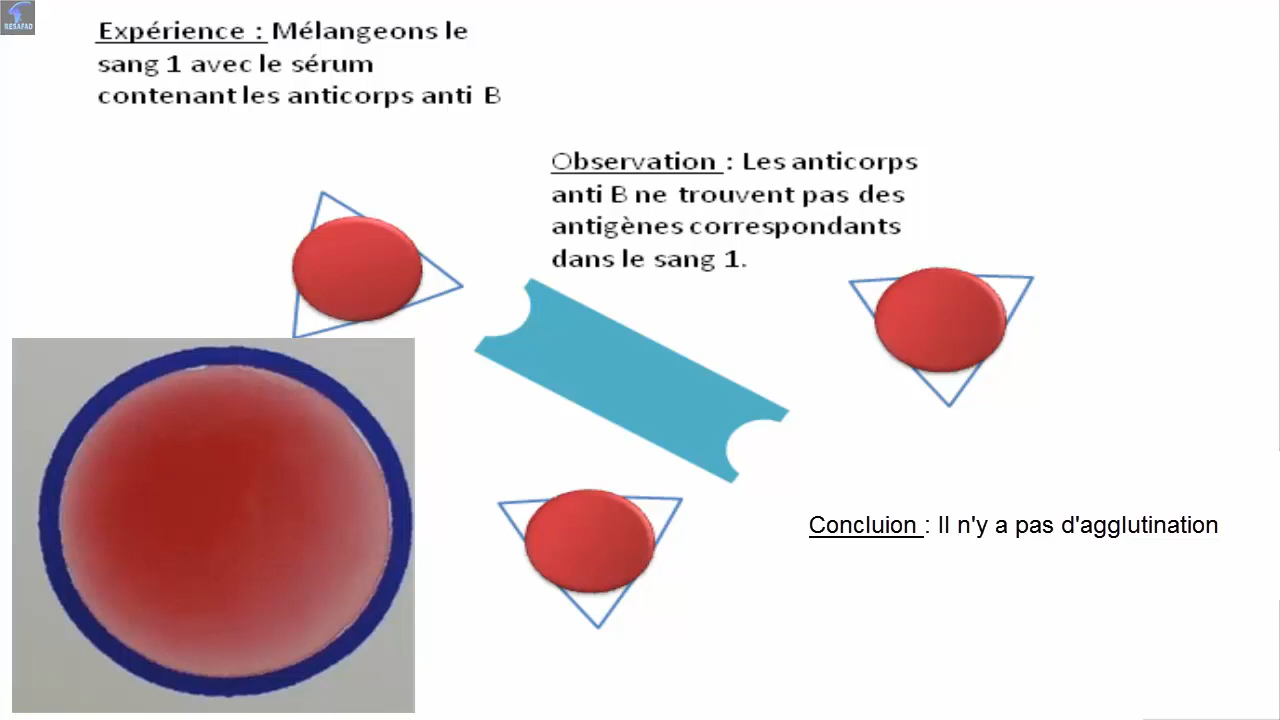 RESAFAD
Expérience : Mélangeons le
sang 1 avec le sérum
contenant les anticorps anti B
Observation : Les anticorps
anti B ne trouvent pas des
antigènes correspondants
dans le sang 1.
Concluion : Il n'y a pas d'agglutination